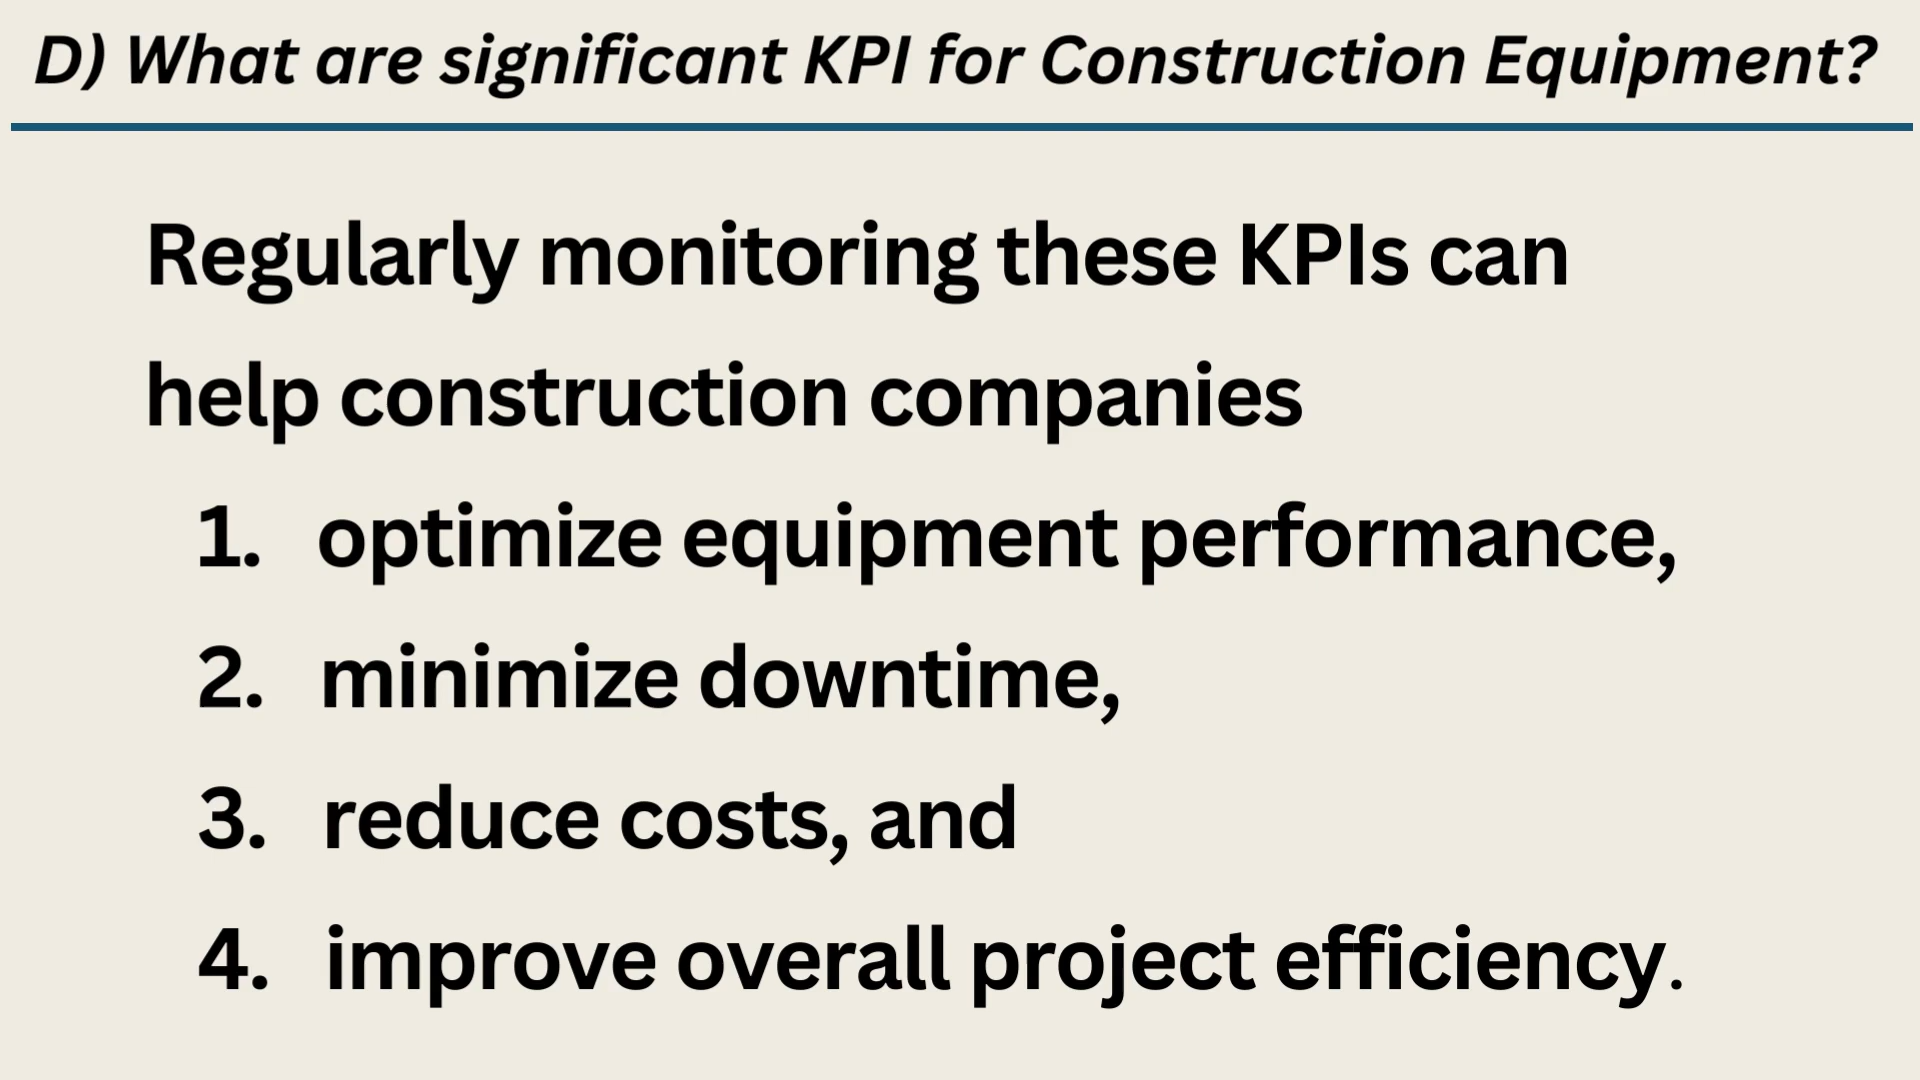 D) What are significant KPI for Construction Equipment?
Regularly monitoring these KPIs can
help construction companies
1. optimize equipment performance,
2. minimize downtime,
3. reduce costs, and
4. improve overall project efficiency.